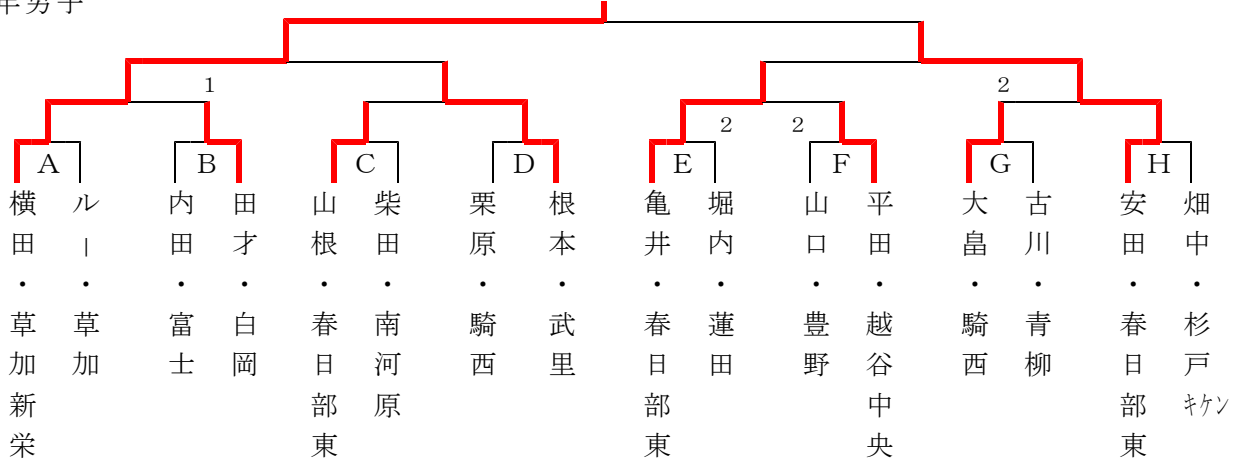 年男子
1
2
2
2
A
B
C
D
E
F
G
H
横田・草加新栄
ルー・草加
内田・富士
田才・白岡
山根・春日部東
柴田・南河原
栗原・騎西
根本・武里
亀井・春日部東
堀内・蓮田
山口・豊野
平田・越谷中央
大畠・騎西
古川・青柳
安田・春日部東
畑中・杉戸ｷｹﾝ